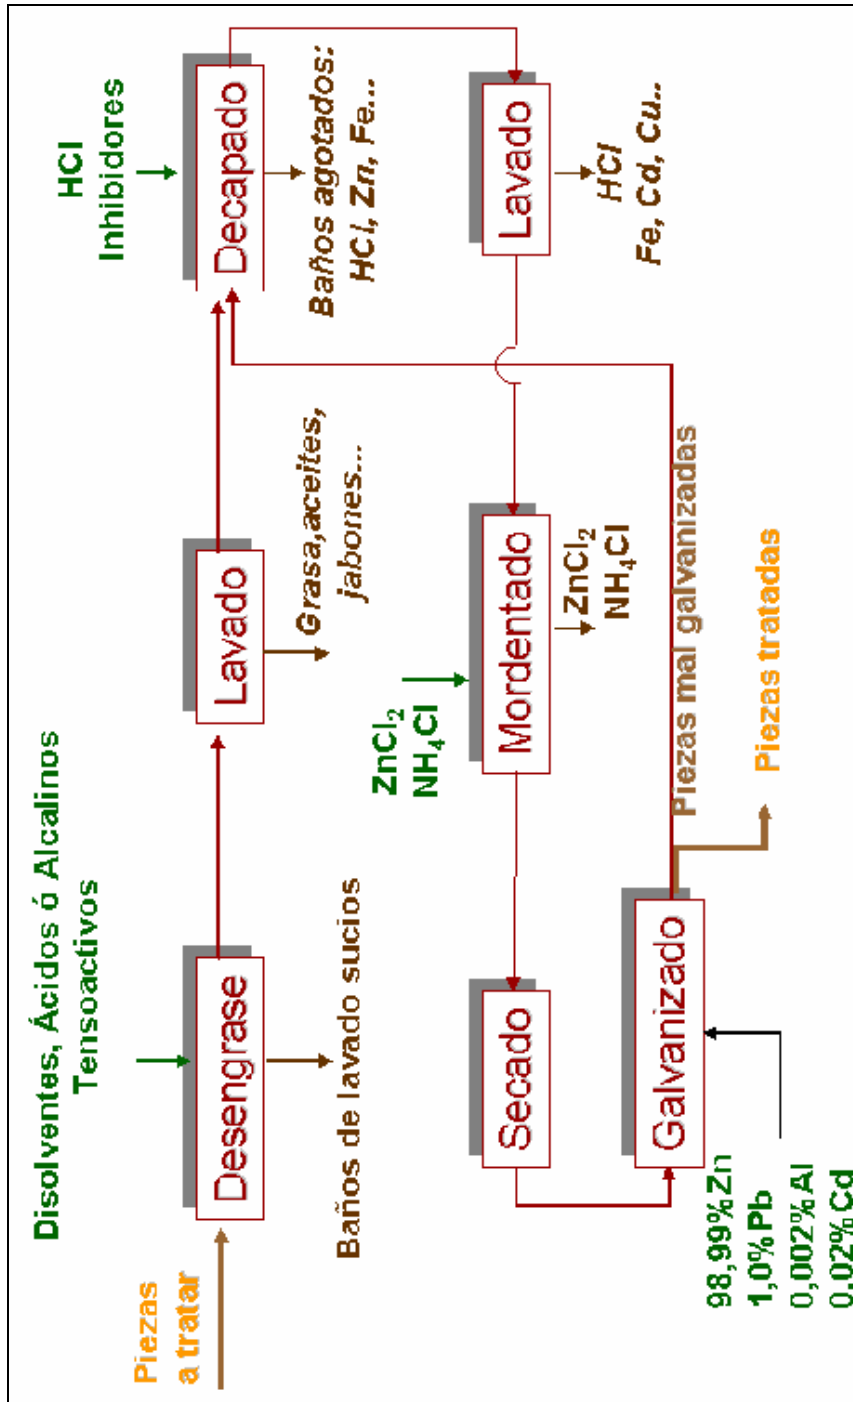 Disolventes, Ácidos ó Alcalinos
Tensoactivos
HCl
Inhibidores
Piezas
a tratar
Desengrase
Lavado
Decapado
Baños de lavado sucios
Grasa,aceites,
jabones...
Baños agotados:
HCl, Zn, Fe...
ZnCl₂
NH₄Cl
Secado
Mordentado
Lavado
ZnCl₂
NH₄Cl
HCl
Fe, Cd, Cu..
Galvanizado
Piezas mal galvanizadas
98,99%Zn
1,0%Pb
0,002%Al
0.02%Cd
Piezas tratadas